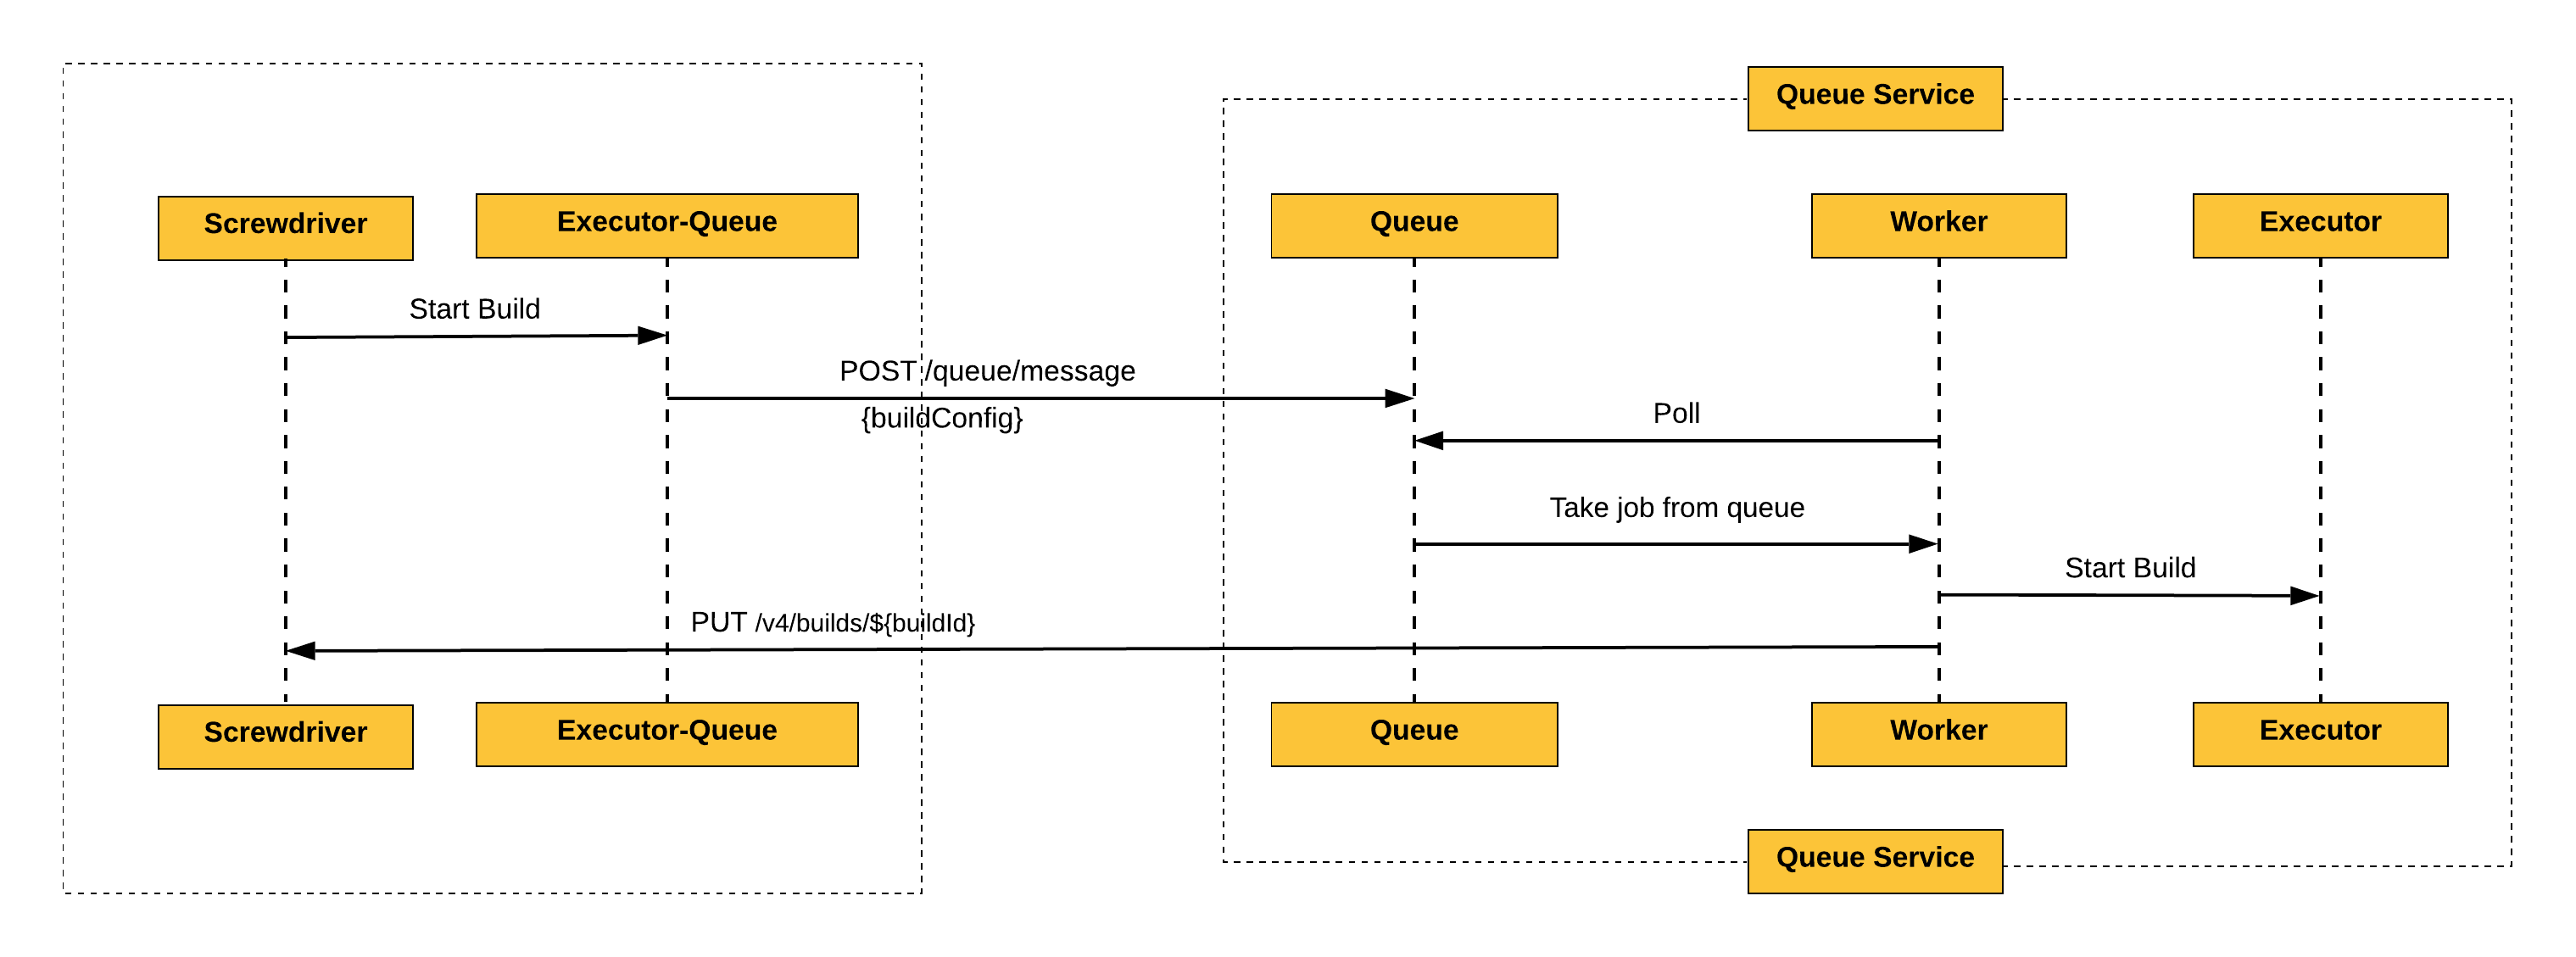 Queue Service
Screwdriver
Executor-Queue
Queue
Worker
Executor
Start Build
POST /queue/message
{buildConfig}
Poll
Take job from queue
Start Build
PUT /v4/builds/${buildId}
Screwdriver
Executor-Queue
Queue
Worker
Executor
Queue Service